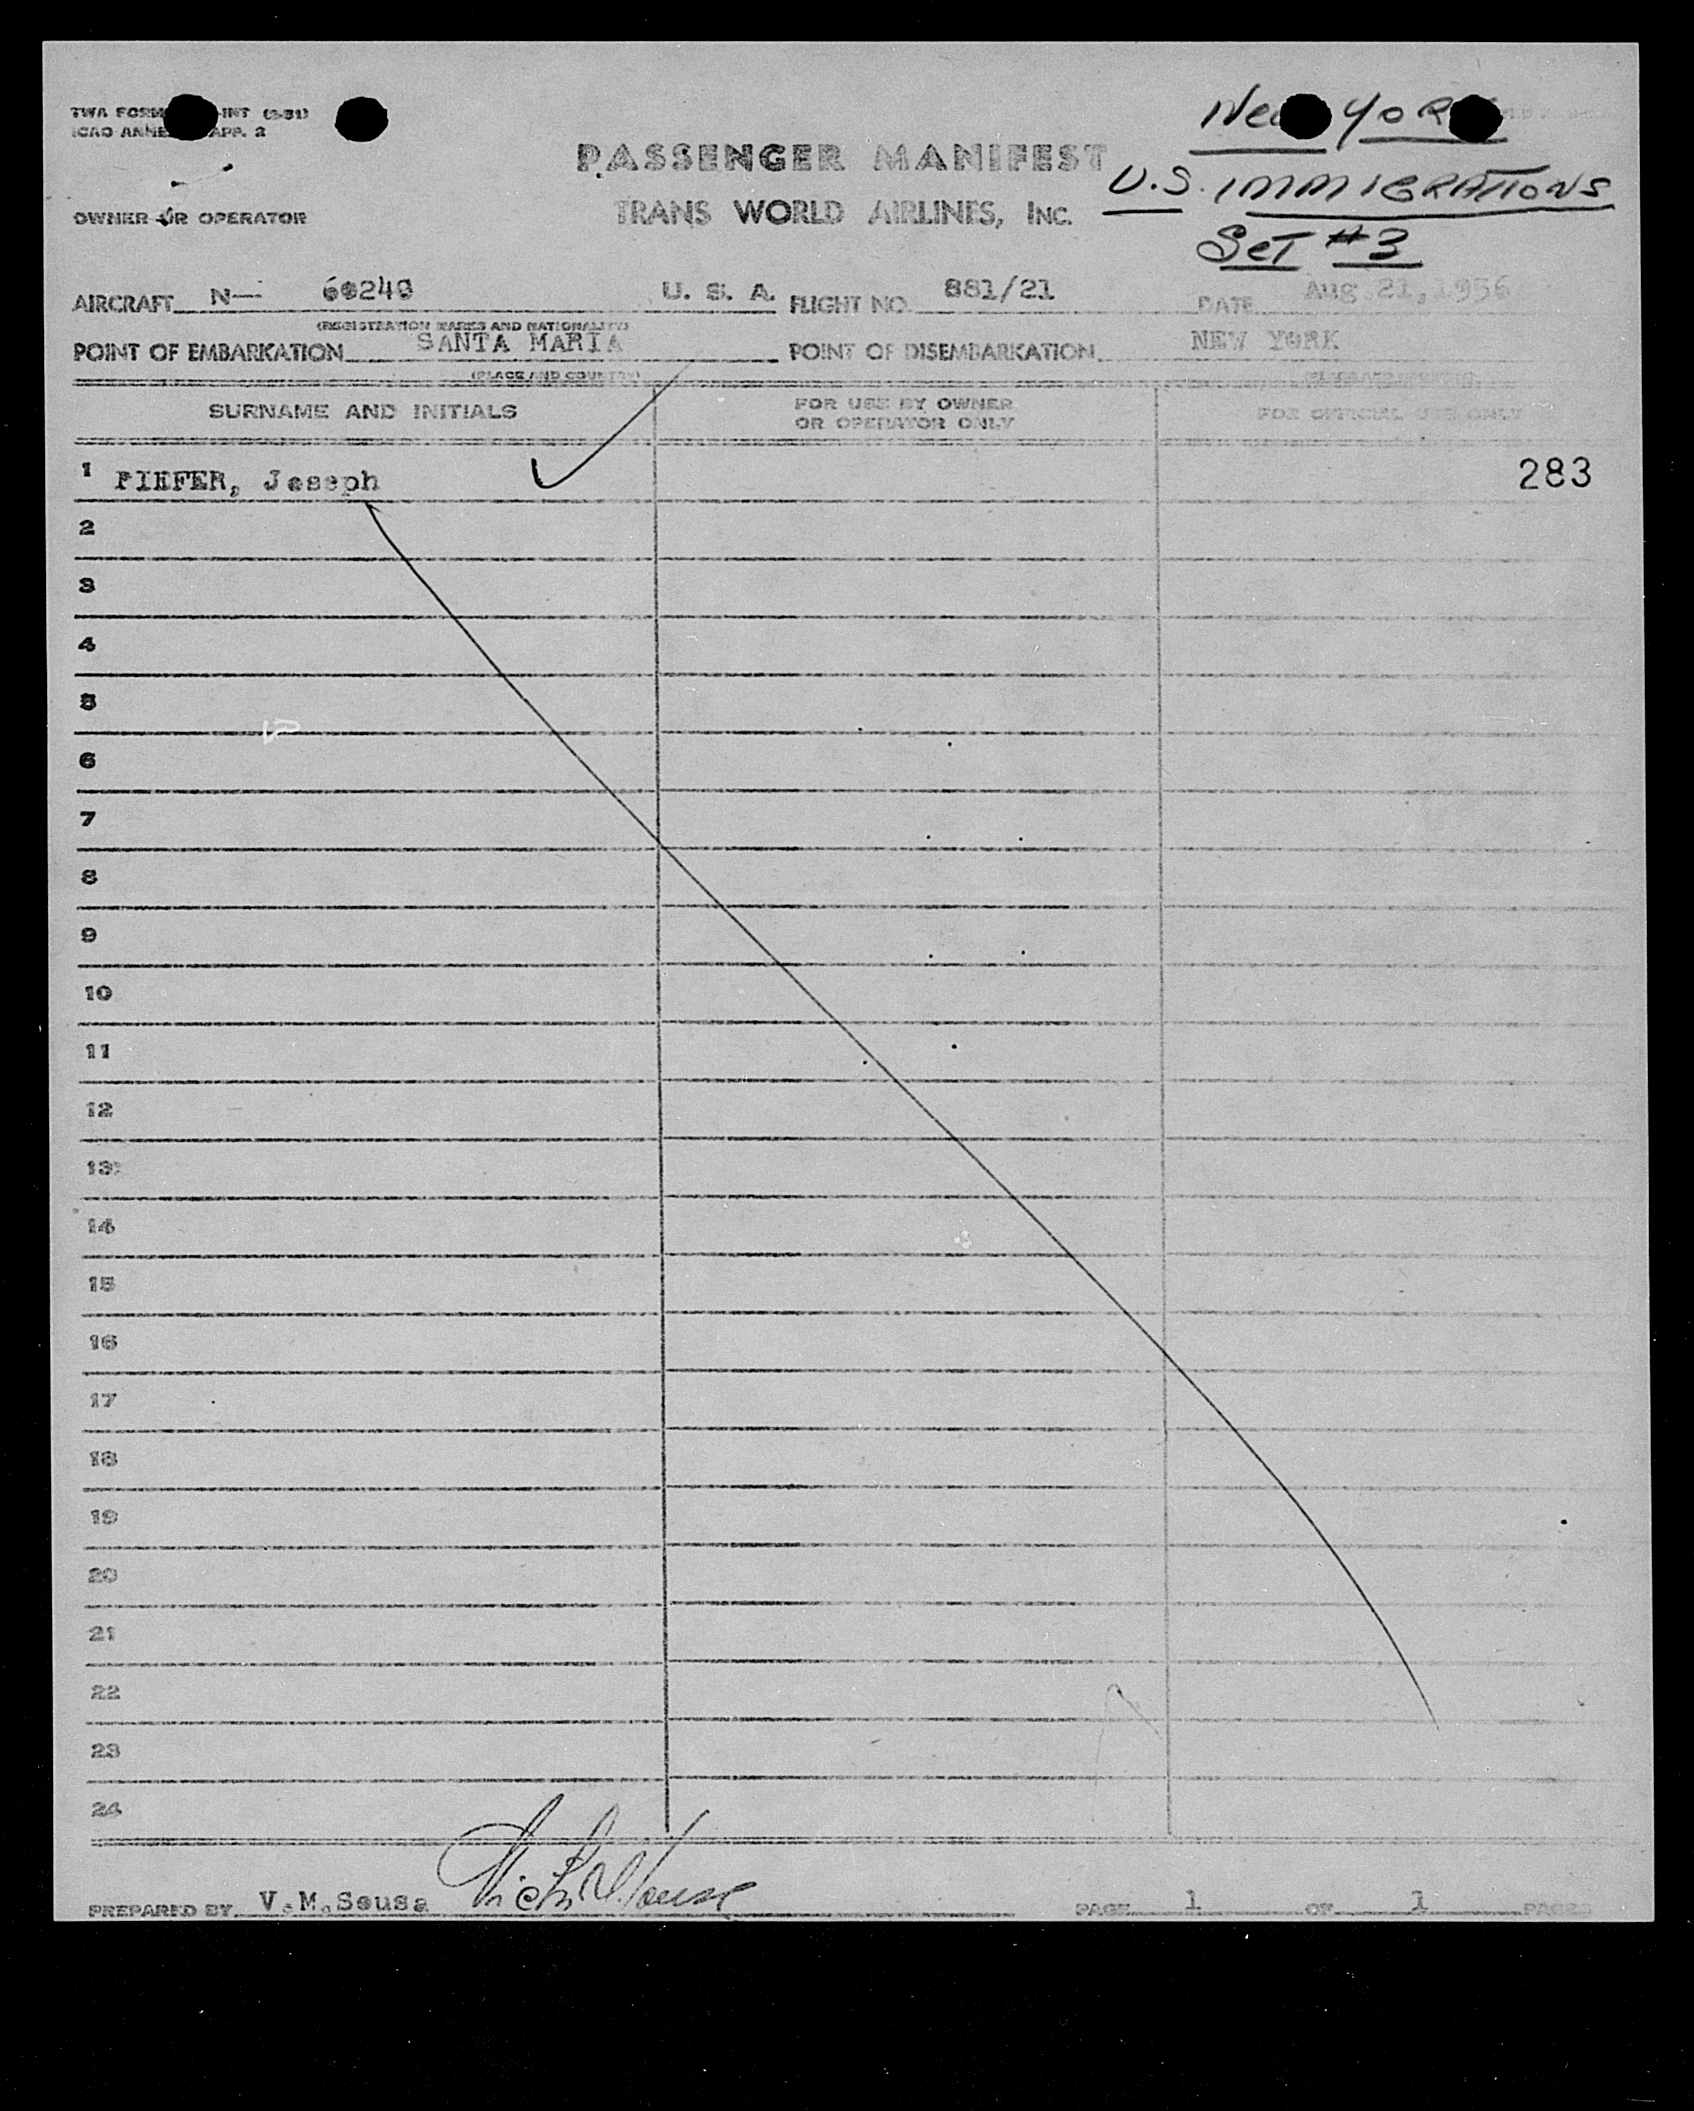 TWA FORM -INT (5-51)
ICAO ANNEX APP. 2
New York
U.S. IMMIGRATIONS
SET #3
PASSENGER MANIFEST
OWNER OR OPERATOR TRANS WORLD AIRLINES, INC.
AIRCRAFT N- U. S. A. FLIGHT NO. 881/21 DATE Aug 21, 1956
(REGISTRATION MARKS AND NATIONALITY)
POINT OF EMBARKATION SANTA MARIA POINT OF DISEMBARKATION NEW YORK
(PLACE AND COUNTRY)
SURNAME AND INITIALS FOR USE BY OWNER OR OPERATOR ONLY FOR OFFICIAL USE ONLY
1 PIEFER, Joseph 283
2
3
4
5
6
7
8
9
10
11
12
13
14
15
16
17
18
19
20
21
22
23
24
PREPARED BY V.M.Sousa PAGE 1 OF 1 PAGES